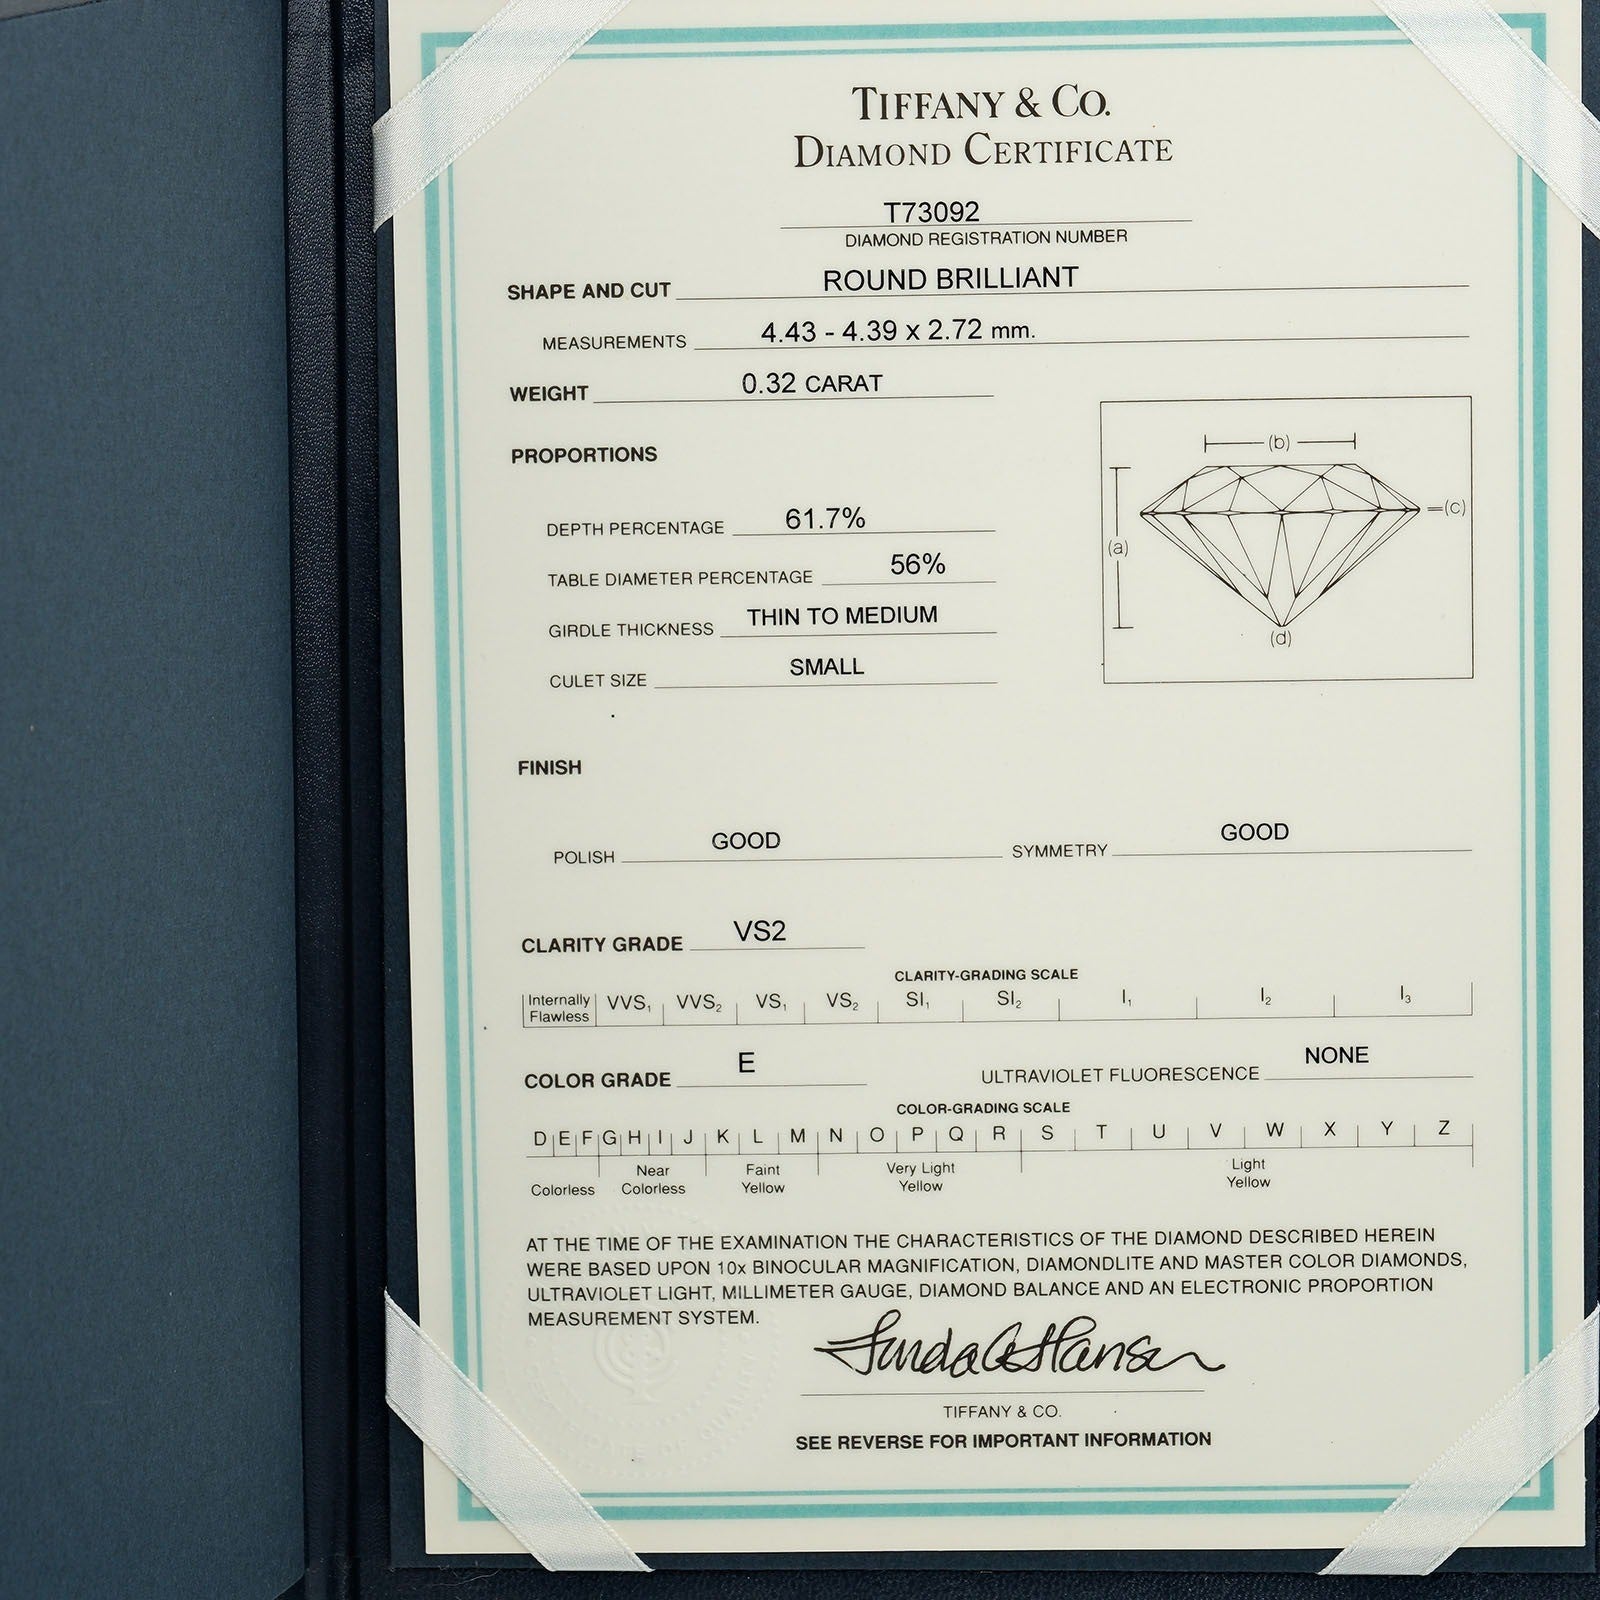 TIFFANY & CO.
DIAMOND CERTIFICATE
T73092
DIAMOND REGISTRATION NUMBER
SHAPE AND CUT ROUND BRILLIANT
MEASUREMENTS 4.43 - 4.39 x 2.72 mm.
WEIGHT 0.32 CARAT
PROPORTIONS
DEPTH PERCENTAGE 61.7%
TABLE DIAMETER PERCENTAGE 56%
GIRDLE THICKNESS THIN TO MEDIUM
CULET SIZE SMALL
(b)
(c)
(a)
(d)
FINISH
POLISH GOOD SYMMETRY GOOD
CLARITY GRADE VS2
CLARITY-GRADING SCALE
Internally Flawless VVS1 VVS2 VS1 VS2 SI1 SI2 I1 I2 I3
COLOR GRADE E ULTRAVIOLET FLUORESCENCE NONE
COLOR-GRADING SCALE
D E F G H I J K L M N O P Q R S T U V W X Y Z
Colorless Near Colorless Faint Yellow Very Light Yellow Light Yellow
AT THE TIME OF THE EXAMINATION THE CHARACTERISTICS OF THE DIAMOND DESCRIBED HEREIN
WERE BASED UPON 10x BINOCULAR MAGNIFICATION, DIAMONDLITE AND MASTER COLOR DIAMONDS,
ULTRAVIOLET LIGHT, MILLIMETER GAUGE, DIAMOND BALANCE AND AN ELECTRONIC PROPORTION
MEASUREMENT SYSTEM.
TIFFANY & CO.
SEE REVERSE FOR IMPORTANT INFORMATION